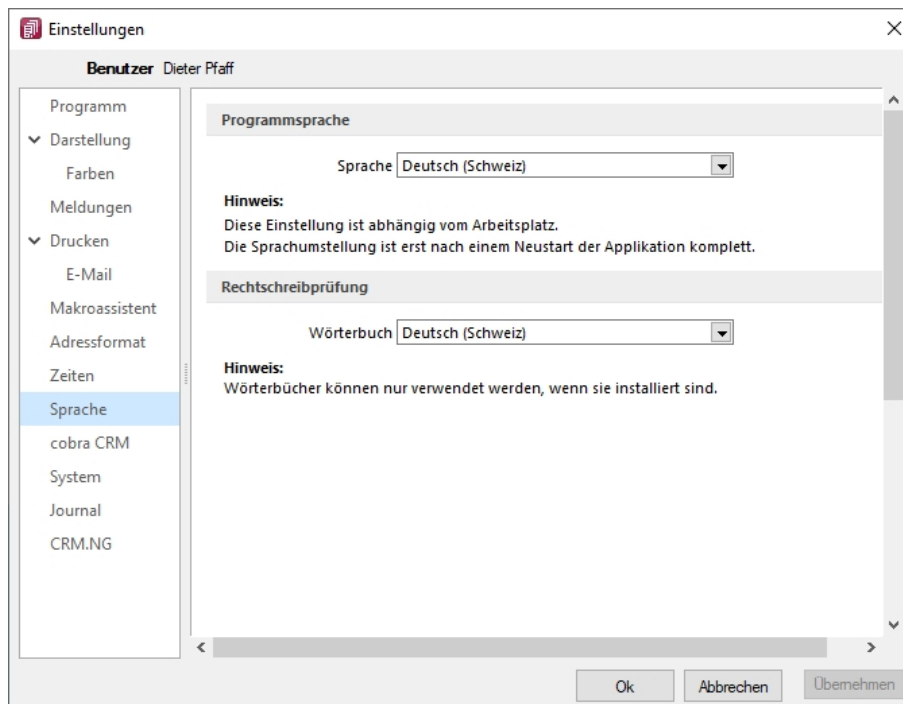 Einstellungen
Benutzer Dieter Pfaff
Programm
Darstellung
Farben
Meldungen
Drucken
E-Mail
Makroassistent
Adressformat
Zeiten
Sprache
cobra CRM
System
Journal
CRM.NG
Programmsprache
Sprache Deutsch (Schweiz)
Hinweis:
Diese Einstellung ist abhängig vom Arbeitsplatz.
Die Sprachumstellung ist erst nach einem Neustart der Applikation komplett.
Rechtschreibprüfung
Wörterbuch Deutsch (Schweiz)
Hinweis:
Wörterbücher können nur verwendet werden, wenn sie installiert sind.
Ok Abbrechen Übernehmen